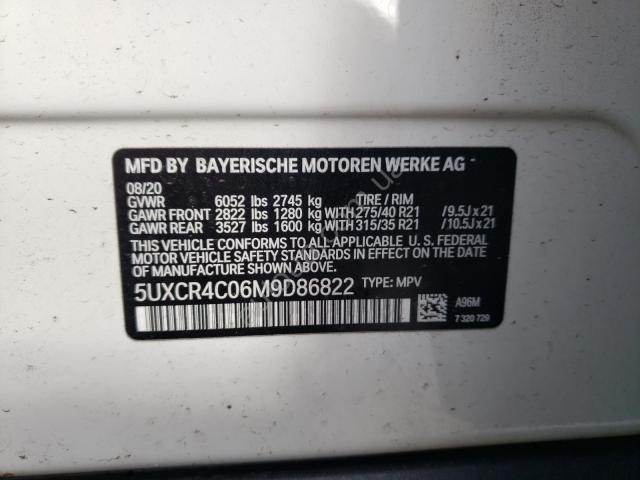 MFD BY BAYERISCHE MOTOREN WERKE AG
08/20
GVWR 6052 lbs 2745 kg TIRE / RIM
GAWR FRONT 2822 lbs 1280 kg WITH 275/40 R21 /9.5J x 21
GAWR REAR 3527 lbs 1600 kg WITH 315/35 R21 /10.5J x 21
THIS VEHICLE CONFORMS TO ALL APPLICABLE U. S. FEDERAL
MOTOR VEHICLE SAFETY STANDARDS IN EFFECT ON THE DATE
OF MANUFACTURE SHOWN ABOVE.
5UXCR4C06M9D86822 TYPE: MPV
A96M
7 320 729